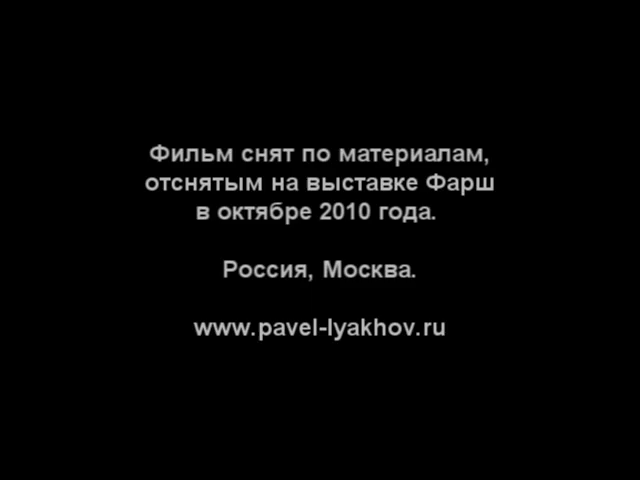 Фильм снят по материалам,
отснятым на выставке Фарш
в октябре 2010 года.
Россия, Москва.
www.pavel-lyakhov.ru